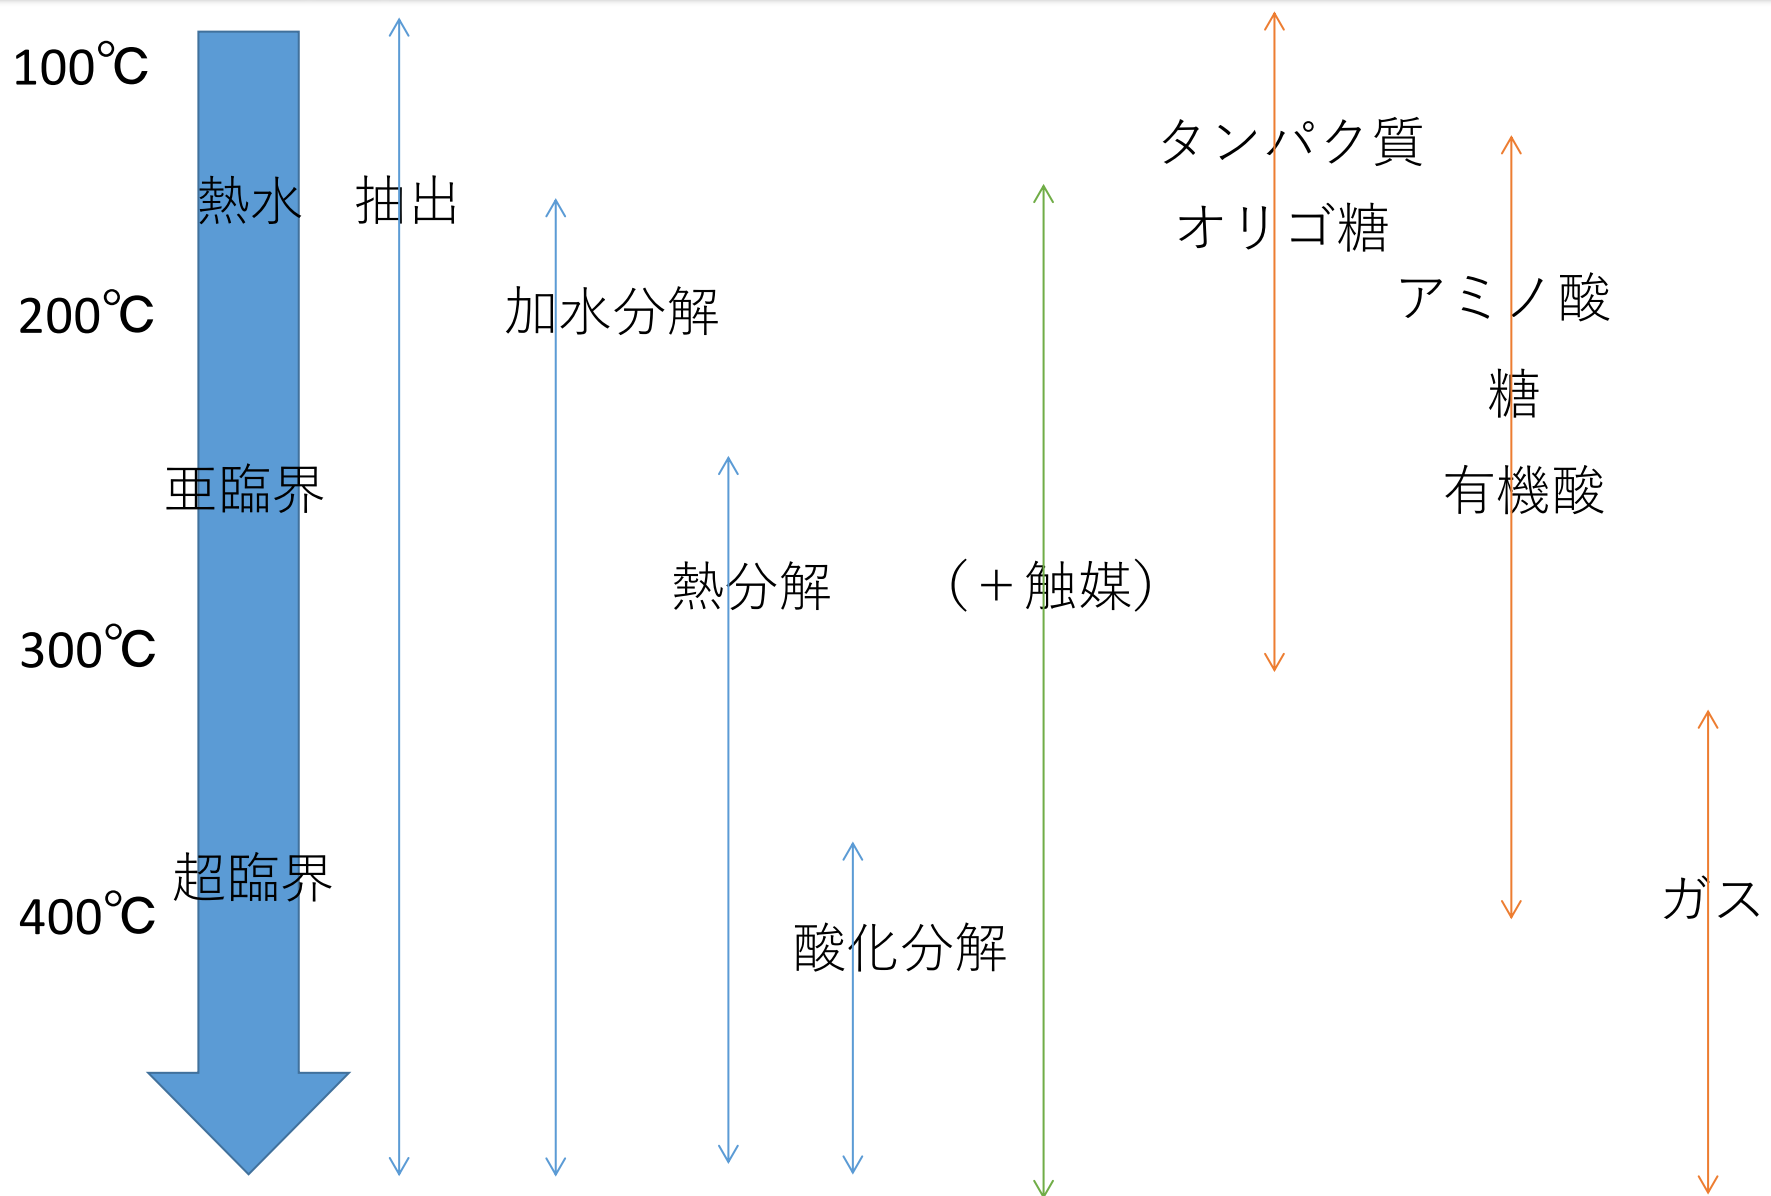 100℃
熱水
抽出
200℃
加水分解
亜臨界
熱分解
300℃
超臨界
400℃
酸化分解
（＋触媒）
タンパク質
オリゴ糖
アミノ酸
糖
有機酸
ガス